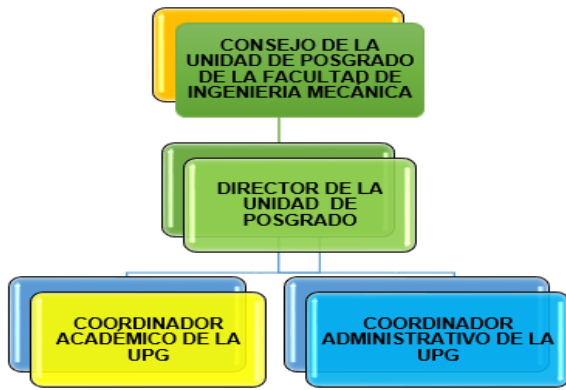 CONSEJO DE LA
UNIDAD DE POSGRADO
DE LA FACULTAD DE
INGENIERIA MECÁNICA
DIRECTOR DE LA
UNIDAD DE
POSGRADO
COORDINADOR
ACADÉMICO DE LA
UPG
COORDINADOR
ADMINISTRATIVO DE LA
UPG